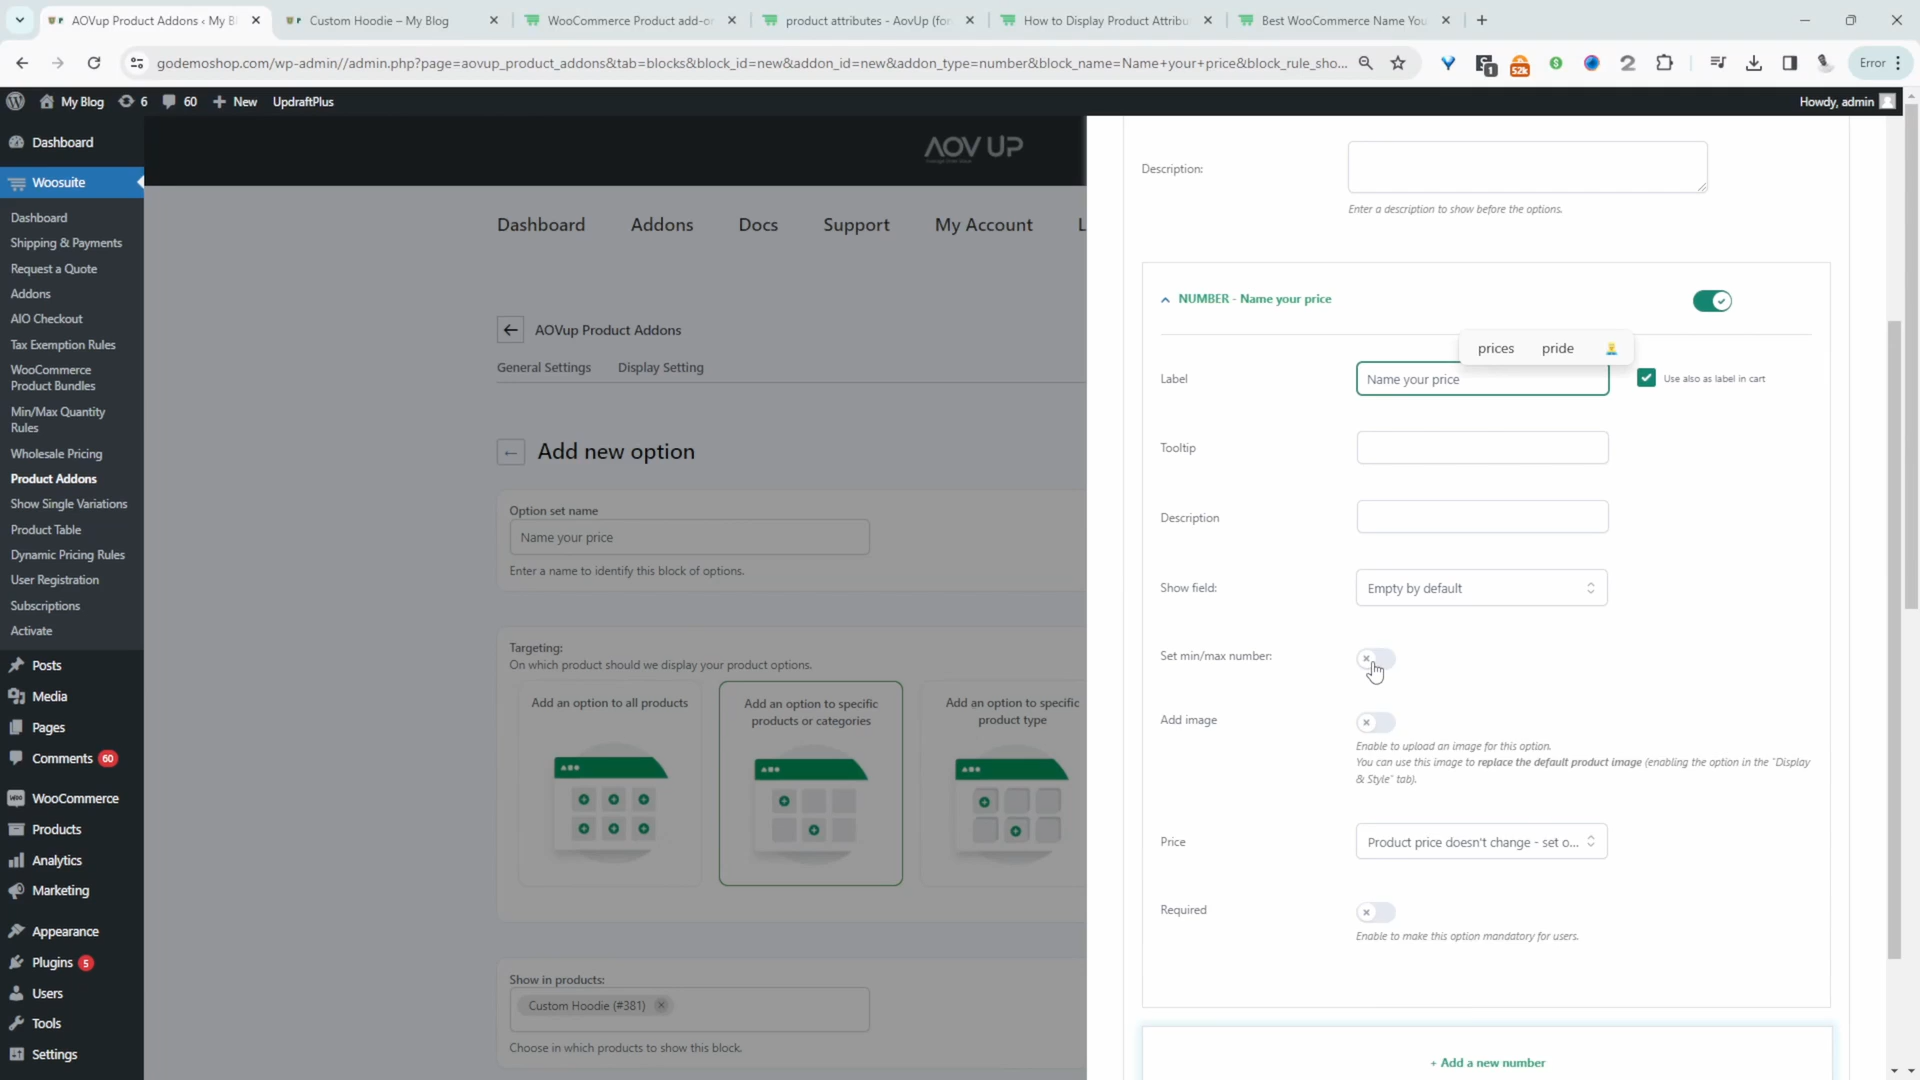 AOVup Product Addons ‹ My B
Custom Hoodie – My Blog
WooCommerce Product add-o
product attributes - AovUp (for
How to Display Product Attribu
Best WooCommerce Name You
godemoshop.com/wp-admin//admin.php?page=aovup_product_addons&tab=blocks&block_id=new&addon_id=new&addon_type=number&block_name=Name+your+price&block_rule_sho...
1
52k
Error
My Blog
6
60
New
UpdraftPlus
Howdy, admin
Dashboard
Woosuite
Dashboard
Shipping & Payments
Request a Quote
Addons
AIO Checkout
Tax Exemption Rules
WooCommerce
Product Bundles
Min/Max Quantity
Rules
Wholesale Pricing
Product Addons
Show Single Variations
Product Table
Dynamic Pricing Rules
User Registration
Subscriptions
Activate
Posts
Media
Pages
Comments 60
WooCommerce
Products
Analytics
Marketing
Appearance
Plugins 5
Users
Tools
Settings
AOV UP
Dashboard
Addons
Docs
Support
My Account
L
AOVup Product Addons
General Settings
Display Setting
Add new option
Option set name
Name your price
Enter a name to identify this block of options.
Targeting:
On which product should we display your product options.
Add an option to all products
Add an option to specific
products or categories
Add an option to specific
product type
Show in products:
Custom Hoodie (#381)
Choose in which products to show this block.
Description:
Enter a description to show before the options.
NUMBER - Name your price
prices
pride
Label
Name your price
Use also as label in cart
Tooltip
Description
Show field:
Empty by default
Set min/max number:
Add image
Enable to upload an image for this option.
You can use this image to replace the default product image (enabling the option in the "Display
& Style" tab).
Price
Product price doesn't change - set o...
Required
Enable to make this option mandatory for users.
+ Add a new number